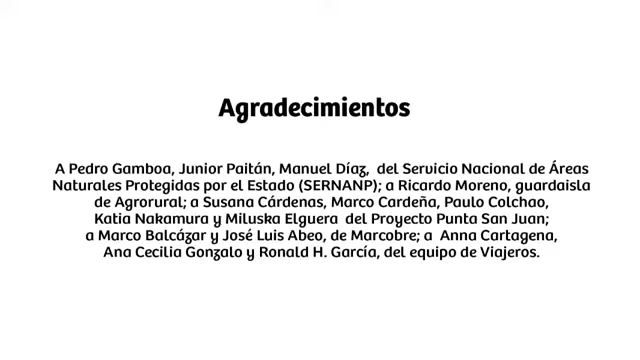 Agradecimientos
A Pedro Gamboa, Junior Paitán, Manuel Díaz, del Servicio Nacional de Áreas
Naturales Protegidas por el Estado (SERNANP); a Ricardo Moreno, guardaisla
de Agrorural; a Susana Cárdenas, Marco Cardeña, Paulo Colchao,
Katia Nakamura y Miluska Elguera del Proyecto Punta San Juan;
a Marco Balcázar y José Luis Abeo, de Marcobre; a Anna Cartagena,
Ana Cecilia Gonzalo y Ronald H. García, del equipo de Viajeros.